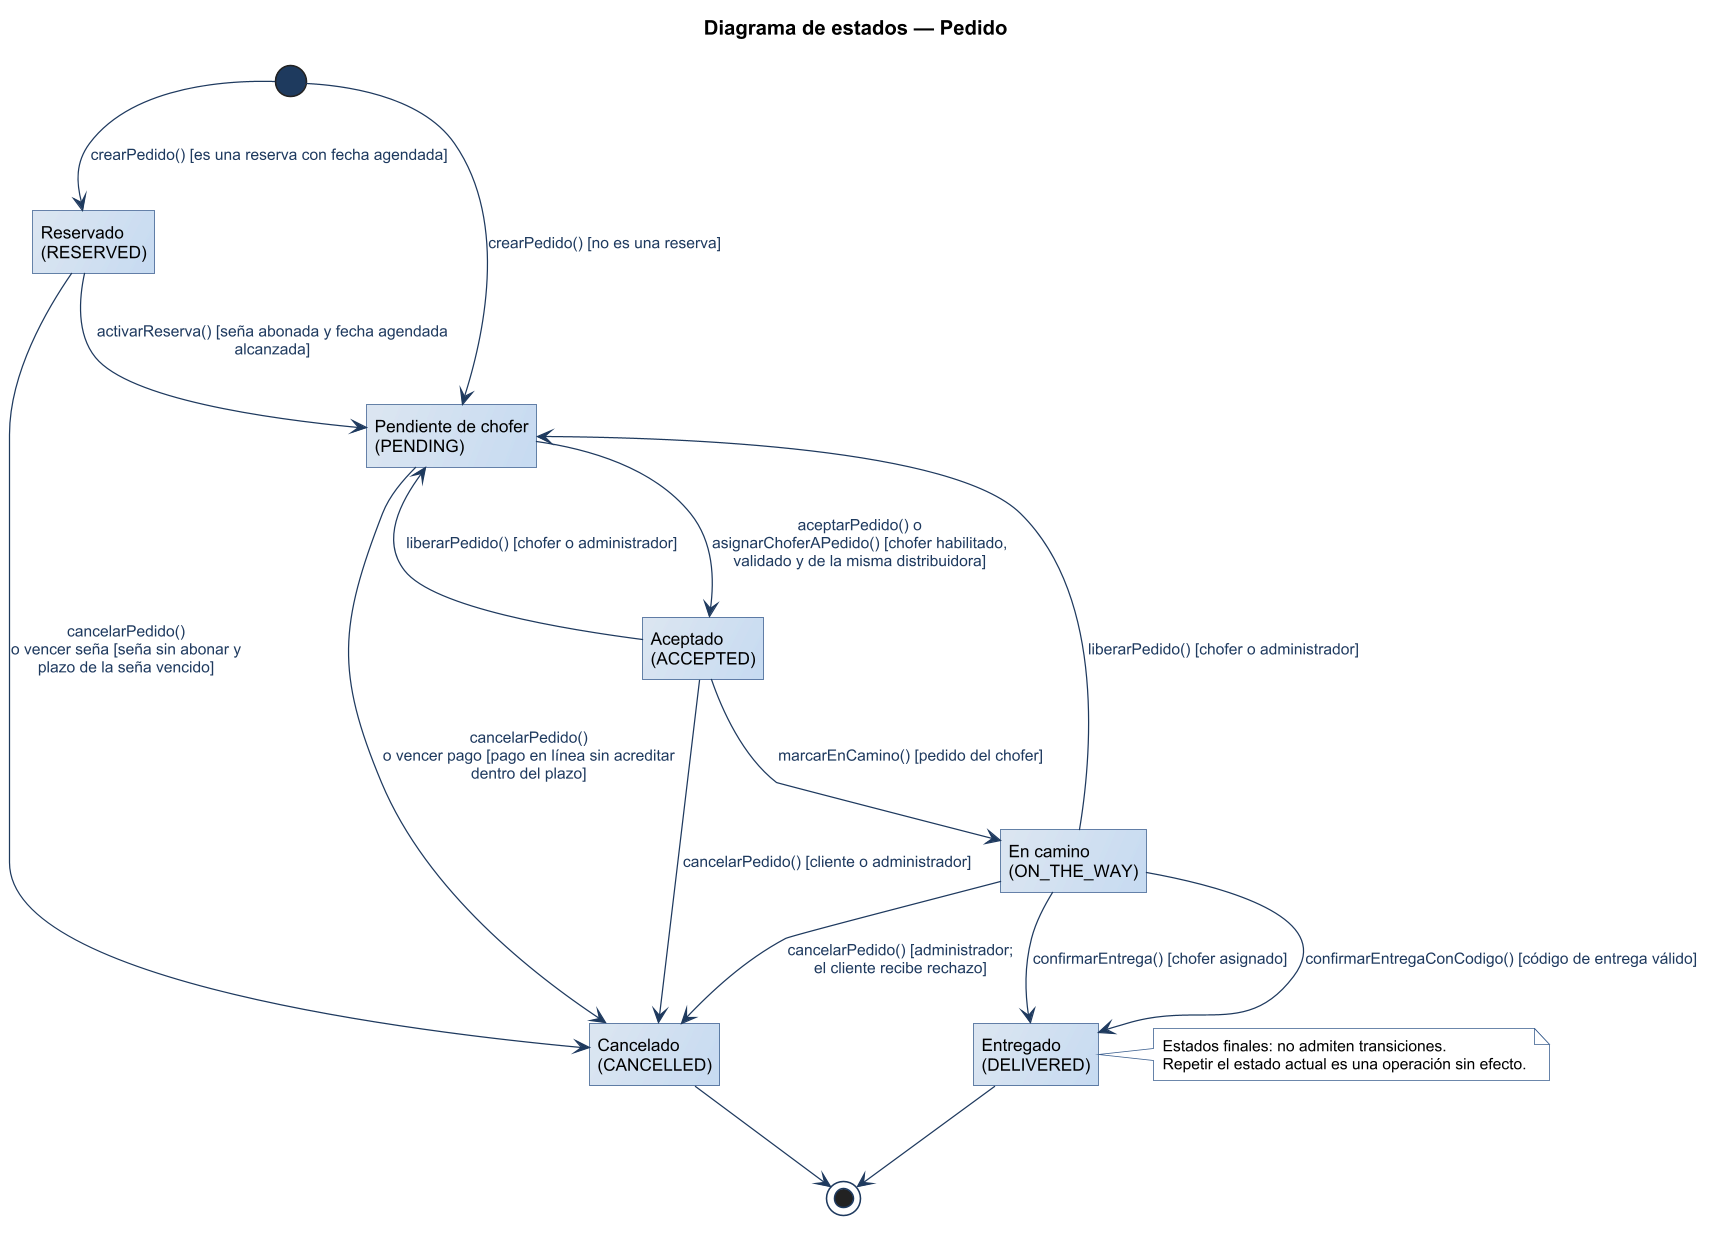 Diagrama de estados — Pedido
crearPedido() [es una reserva con fecha agendada]
Reservado
(RESERVED)
crearPedido() [no es una reserva]
activarReserva() [seña abonada y fecha agendada
alcanzada]
Pendiente de chofer
(PENDING)
liberarPedido() [chofer o administrador]
aceptarPedido() o
asignarChoferAPedido() [chofer habilitado,
validado y de la misma distribuidora]
cancelarPedido()
o vencer seña [seña sin abonar y
plazo de la seña vencido]
Aceptado
(ACCEPTED)
liberarPedido() [chofer o administrador]
cancelarPedido()
o vencer pago [pago en línea sin acreditar
dentro del plazo]
marcarEnCamino() [pedido del chofer]
cancelarPedido() [cliente o administrador]
En camino
(ON_THE_WAY)
cancelarPedido() [administrador;
el cliente recibe rechazo]
confirmarEntrega() [chofer asignado]
confirmarEntregaConCodigo() [código de entrega válido]
Cancelado
(CANCELLED)
Entregado
(DELIVERED)
Estados finales: no admiten transiciones.
Repetir el estado actual es una operación sin efecto.